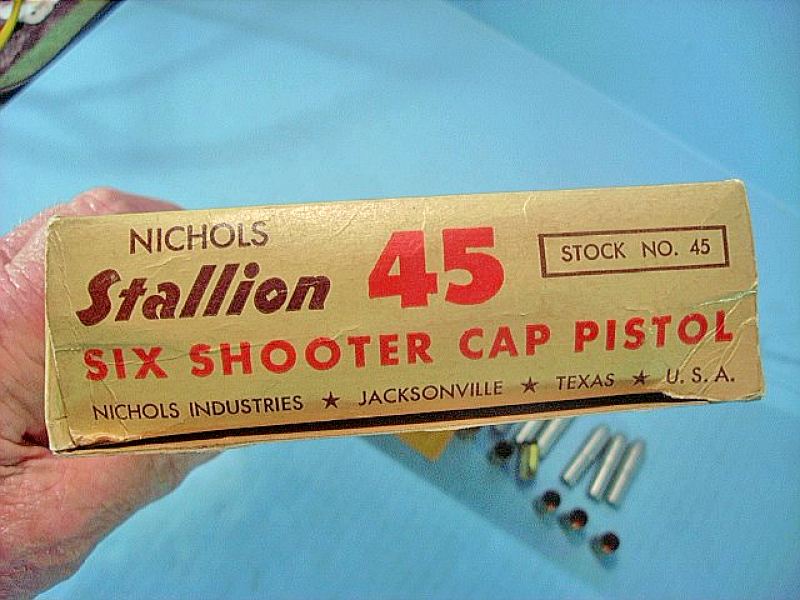 NICHOLS
Stallion 45
STOCK NO. 45
SIX SHOOTER CAP PISTOL
NICHOLS INDUSTRIES ★ JACKSONVILLE ★ TEXAS ★ U. S. A.